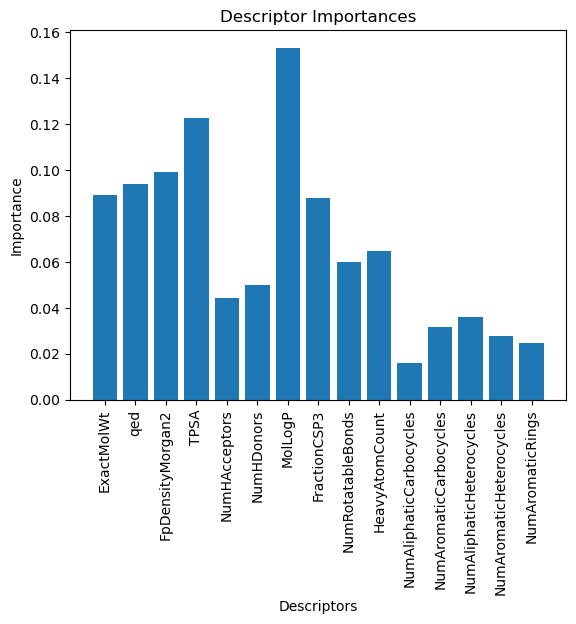 Descriptor Importances
0.16
0.14
0.12
0.10
0.08
0.06
0.04
0.02
0.00
Importance
ExactMolWt
qed
FpDensityMorgan2
TPSA
NumHAcceptors
NumHDonors
MolLogP
FractionCSP3
NumRotatableBonds
HeavyAtomCount
NumAliphaticCarbocycles
NumAromaticCarbocycles
NumAliphaticHeterocycles
NumAromaticHeterocycles
NumAromaticRings
Descriptors